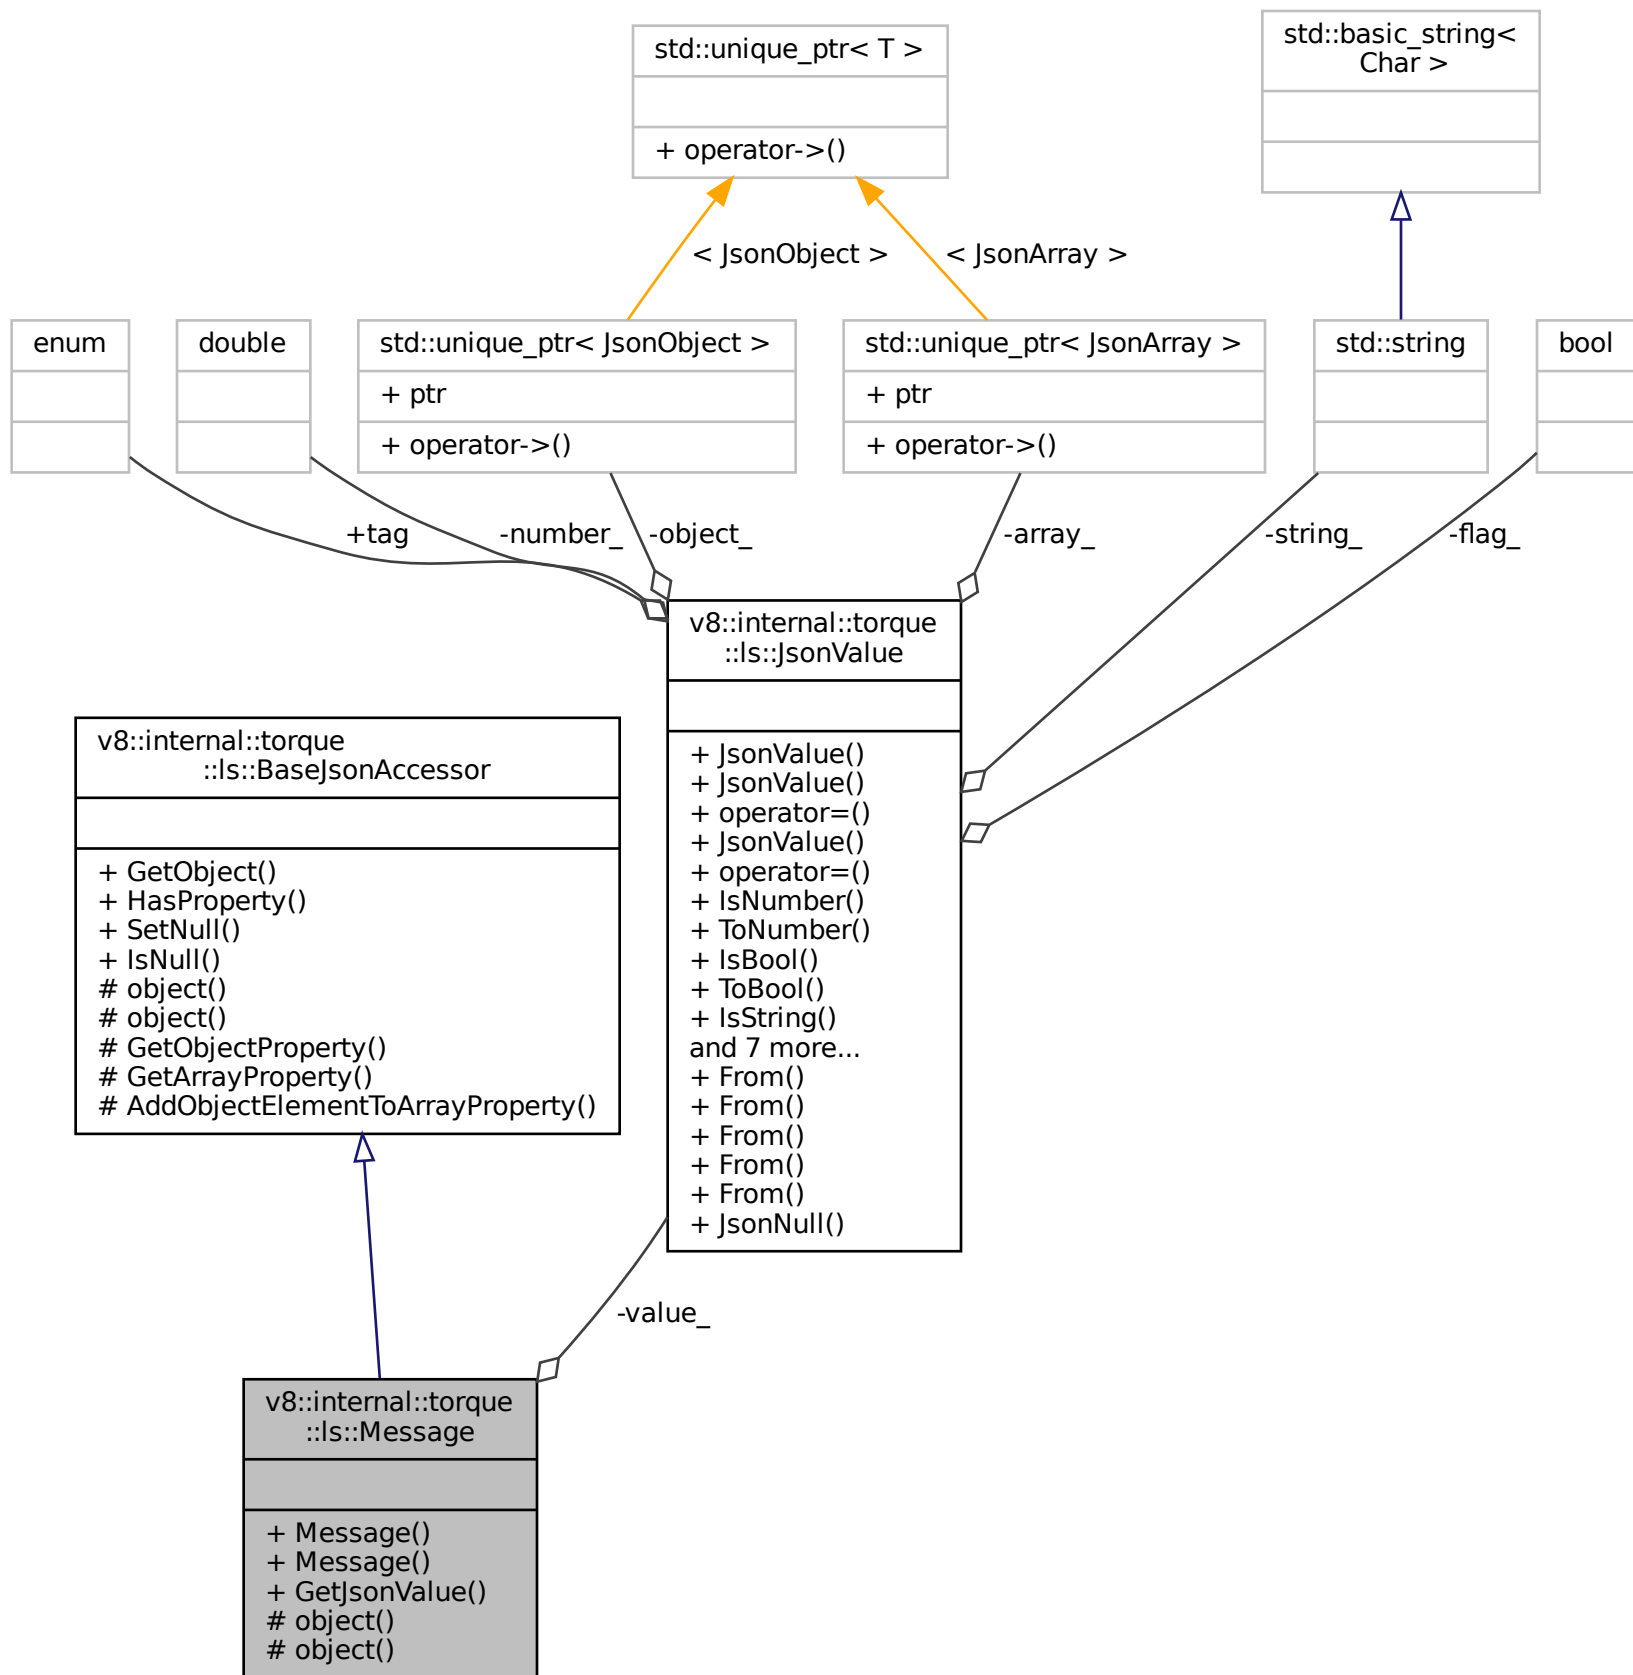 std::unique_ptr< T >
+ operator->()
std::basic_string<
Char >
< JsonObject >
< JsonArray >
enum
double
std::unique_ptr< JsonObject >
+ ptr
+ operator->()
std::unique_ptr< JsonArray >
+ ptr
+ operator->()
std::string
bool
+tag
-number_
-object_
-array_
-string_
-flag_
v8::internal::torque
::ls::JsonValue
+ JsonValue()
+ JsonValue()
+ operator=()
+ JsonValue()
+ operator=()
+ IsNumber()
+ ToNumber()
+ IsBool()
+ ToBool()
+ IsString()
and 7 more...
+ From()
+ From()
+ From()
+ From()
+ From()
+ JsonNull()
v8::internal::torque
::ls::BaseJsonAccessor
+ GetObject()
+ HasProperty()
+ SetNull()
+ IsNull()
# object()
# object()
# GetObjectProperty()
# GetArrayProperty()
# AddObjectElementToArrayProperty()
-value_
v8::internal::torque
::ls::Message
+ Message()
+ Message()
+ GetJsonValue()
# object()
# object()